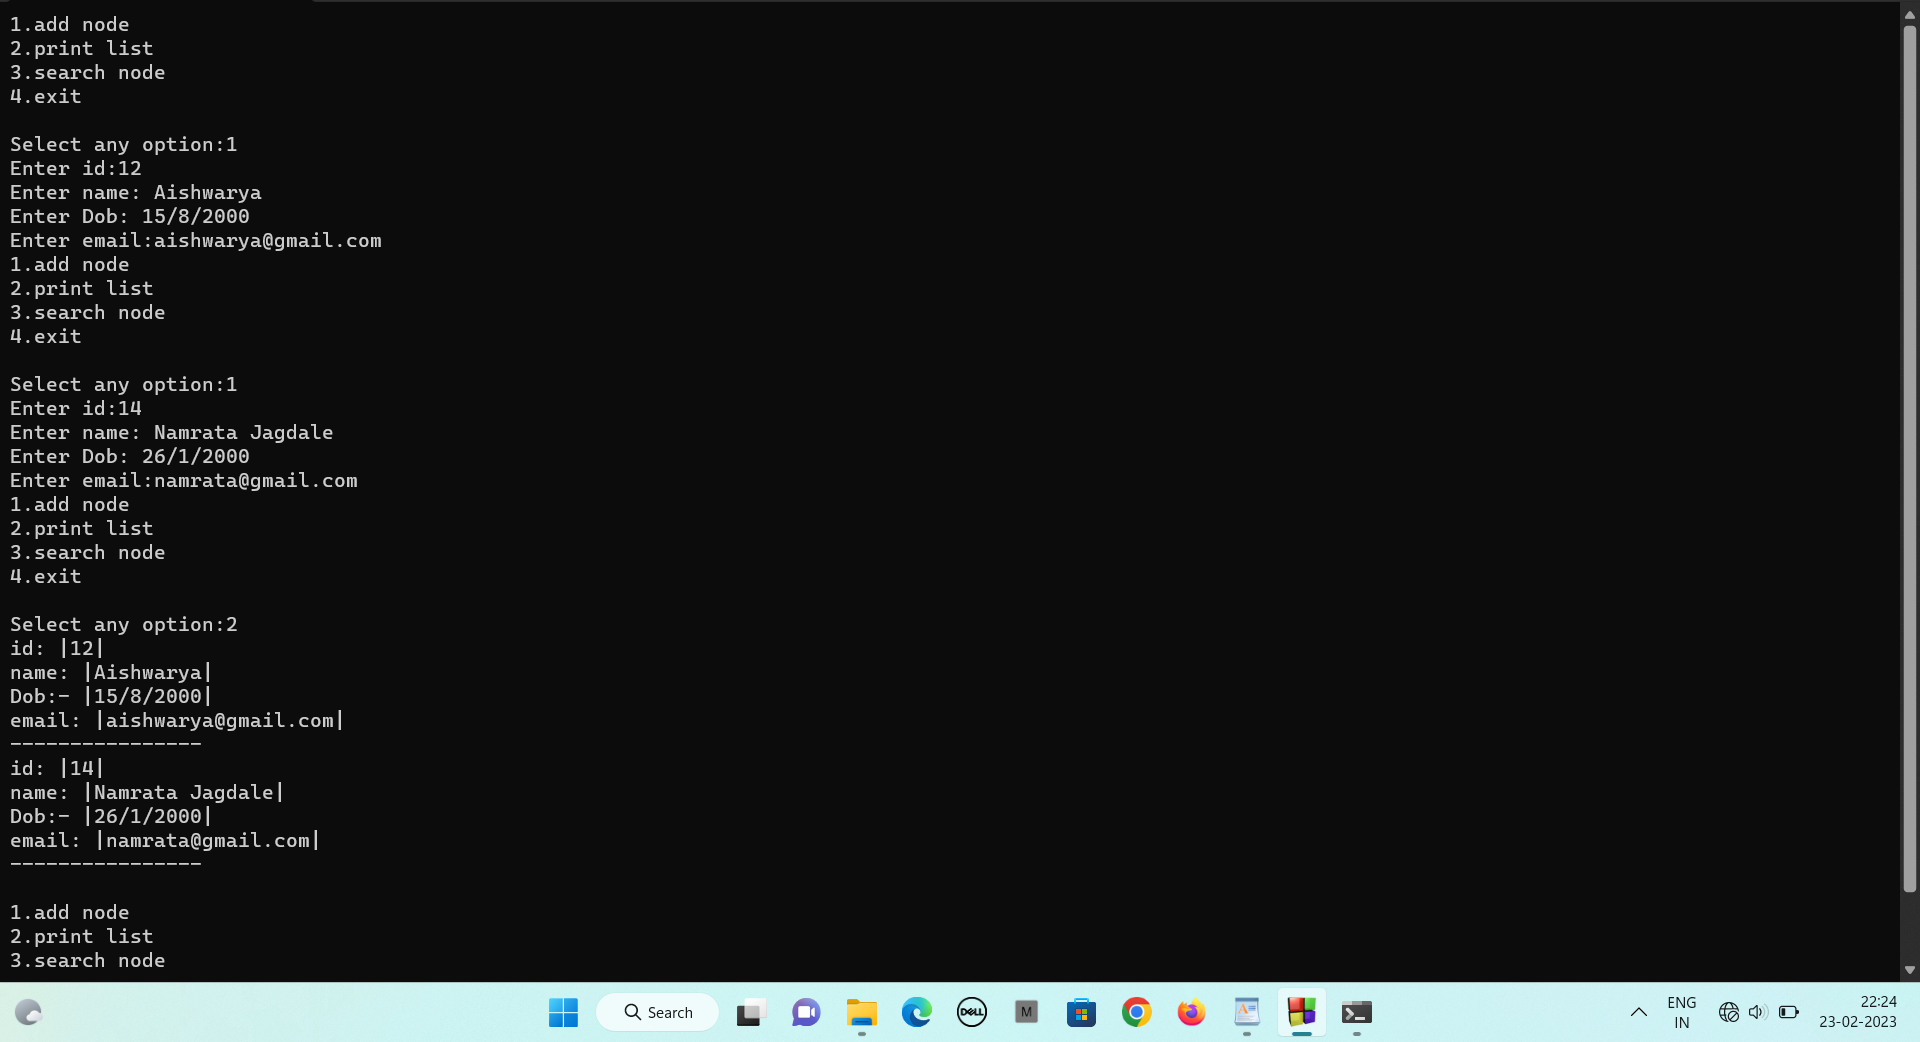 1.add node
2.print list
3.search node
4.exit

Select any option:1
Enter id:12
Enter name: Aishwarya
Enter Dob: 15/8/2000
Enter email:aishwarya@gmail.com
1.add node
2.print list
3.search node
4.exit

Select any option:1
Enter id:14
Enter name: Namrata Jagdale
Enter Dob: 26/1/2000
Enter email:namrata@gmail.com
1.add node
2.print list
3.search node
4.exit

Select any option:2
id: |12|
name: |Aishwarya|
Dob:- |15/8/2000|
email: |aishwarya@gmail.com|
----------------
id: |14|
name: |Namrata Jagdale|
Dob:- |26/1/2000|
email: |namrata@gmail.com|
----------------

1.add node
2.print list
3.search node
Search
DELL
M
ENG
IN
22:24
23-02-2023